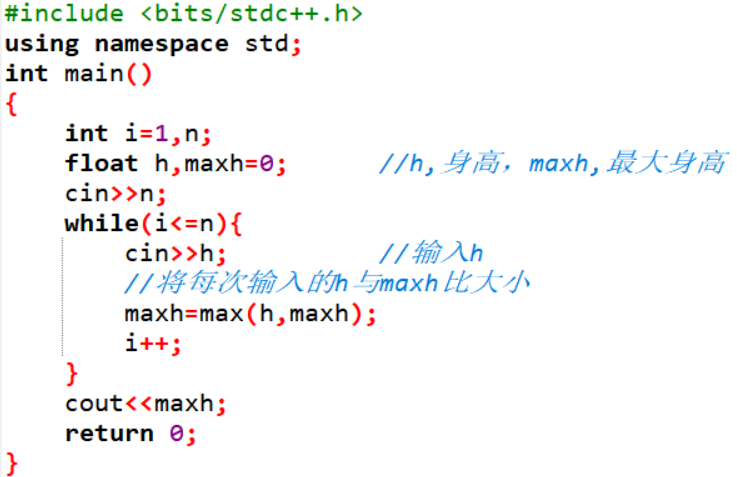 #include <bits/stdc++.h>
using namespace std;
int main()
{
    int i=1,n;
    float h,maxh=0;      //h,身高，maxh,最大身高
    cin>>n;
    while(i<=n){
        cin>>h;          //输入h
        //将每次输入的h与maxh比大小
        maxh=max(h,maxh);
        i++;
    }
    cout<<maxh;
    return 0;
}